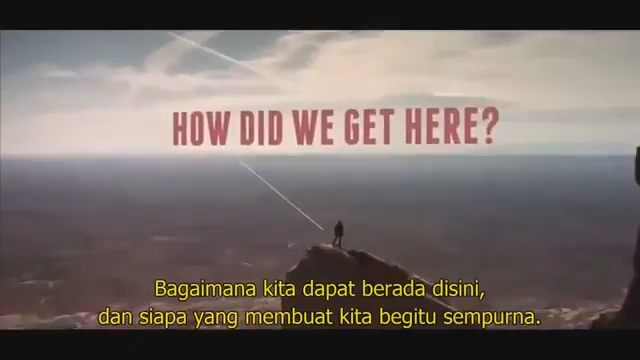 HOW DID WE GET HERE?
Bagaimana kita dapat berada disini,
dan siapa yang membuat kita begitu sempurna.